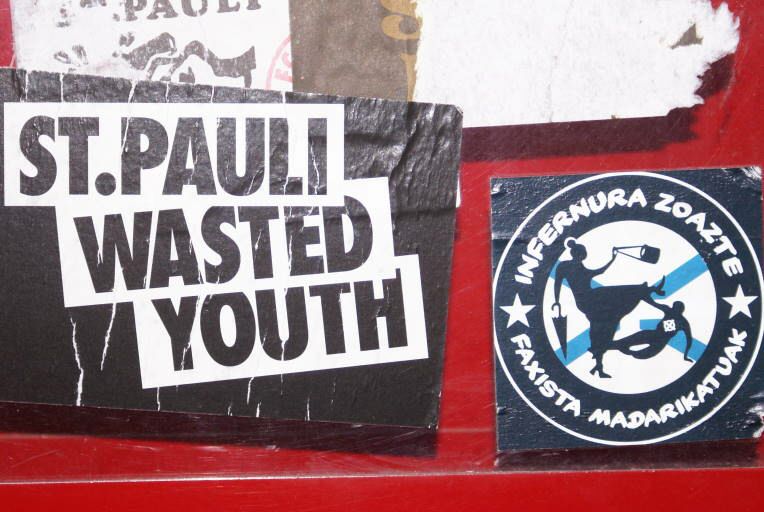 PAULI
ST.PAULI
WASTED
YOUTH
INFERNURA ZOAZTE
FAXISTA MADARIKATUAK